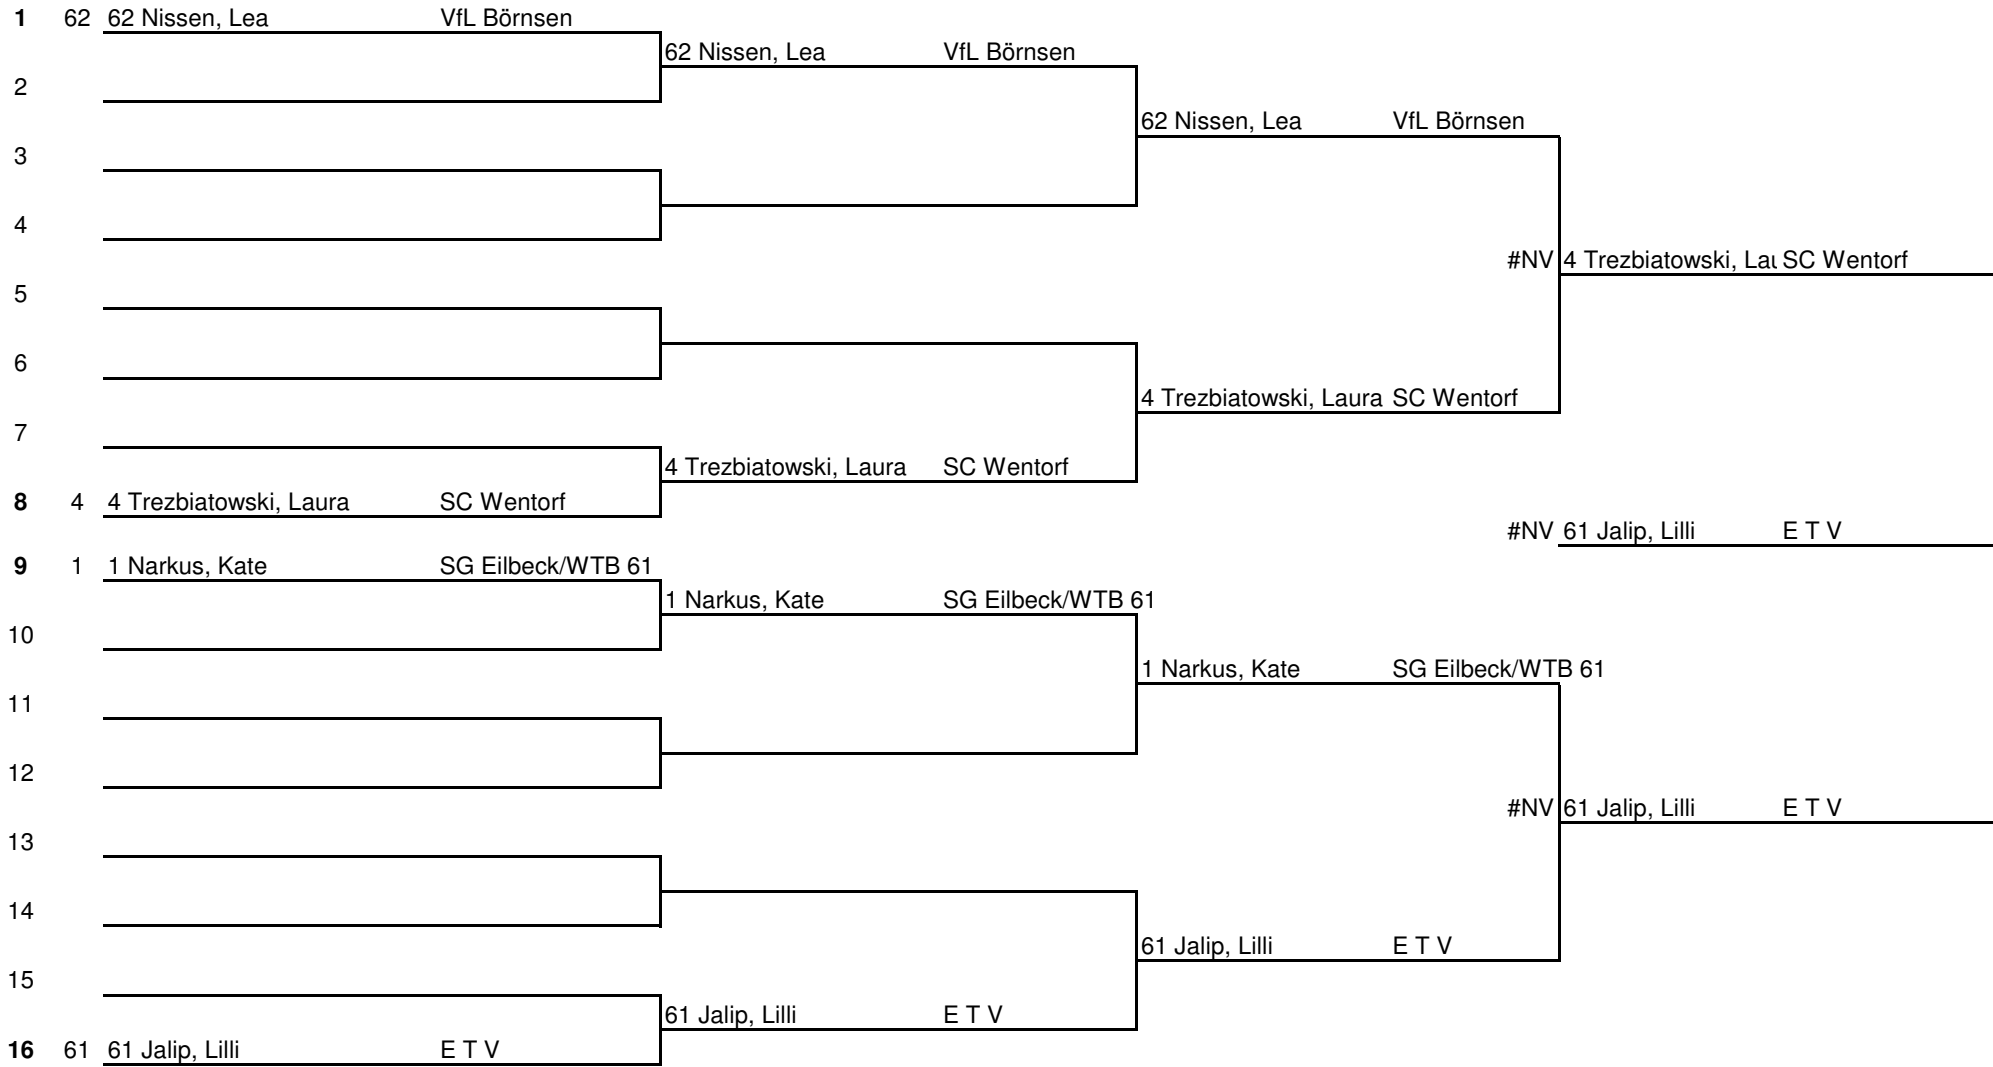 1 62 62 Nissen, Lea VfL Börnsen
62 Nissen, Lea VfL Börnsen
2
62 Nissen, Lea VfL Börnsen
3
4
#NV 4 Trezbiatowski, Lau SC Wentorf
5
6
4 Trezbiatowski, Laura SC Wentorf
7
4 Trezbiatowski, Laura SC Wentorf
8 4 4 Trezbiatowski, Laura SC Wentorf
#NV 61 Jalip, Lilli E T V
9 1 1 Narkus, Kate SG Eilbeck/WTB 61
1 Narkus, Kate SG Eilbeck/WTB 61
10
1 Narkus, Kate SG Eilbeck/WTB 61
11
12
#NV 61 Jalip, Lilli E T V
13
14
61 Jalip, Lilli E T V
15
61 Jalip, Lilli E T V
16 61 61 Jalip, Lilli E T V